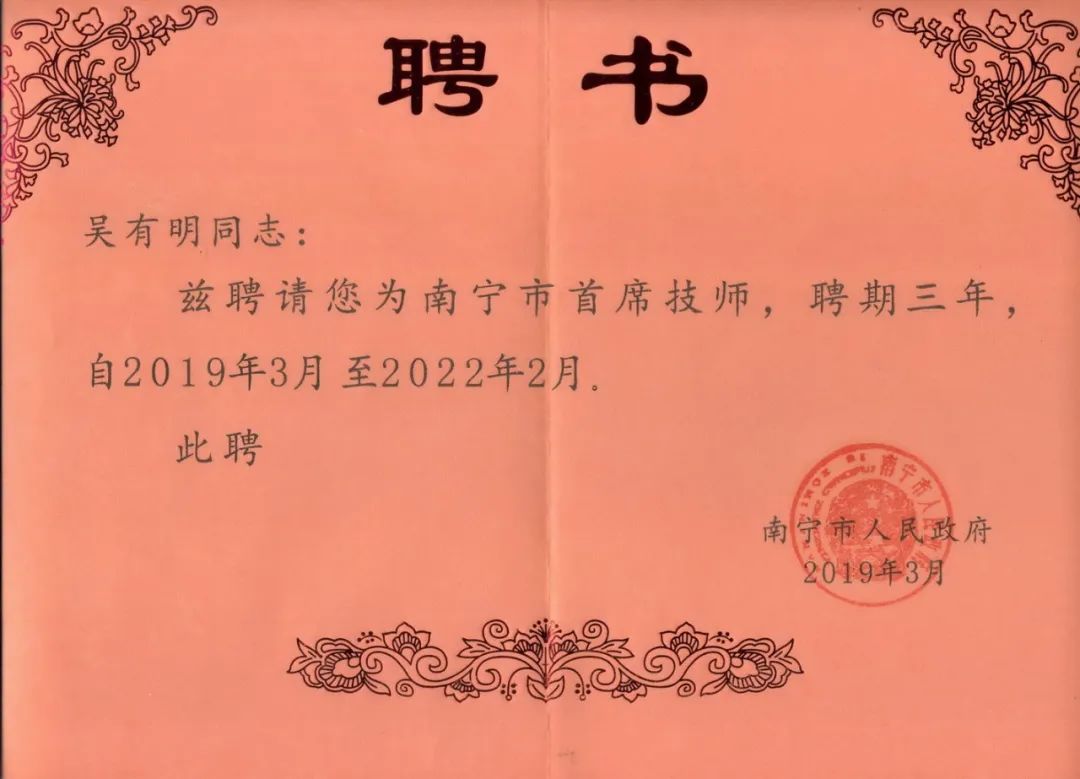 聘书
吴有明同志：
兹聘请您为南宁市首席技师，聘期三年，
自2019年3月至2022年2月。
此聘
南宁市人民政府
2019年3月